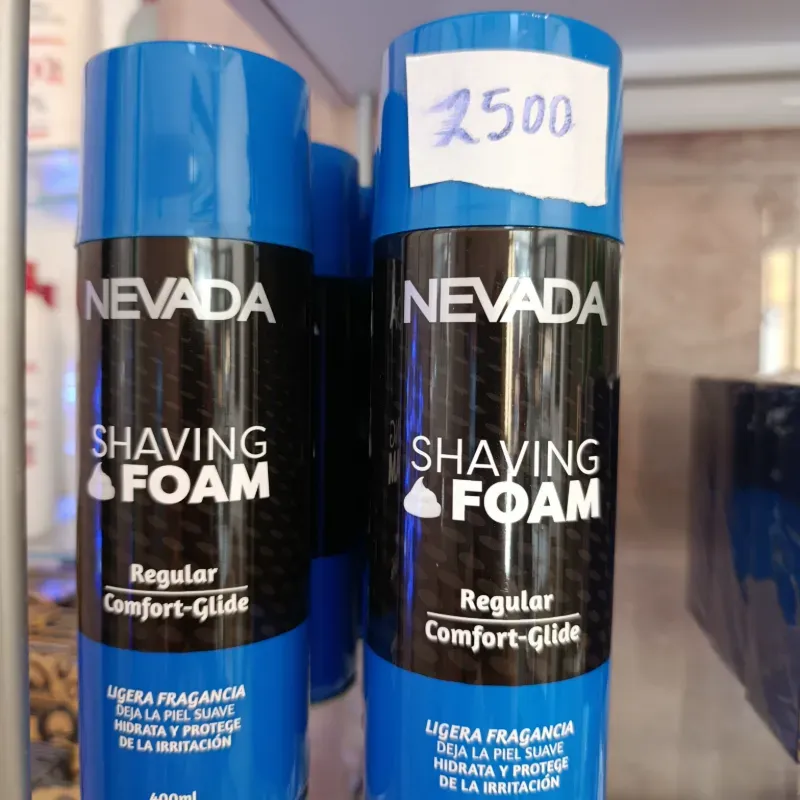 NEVADA
SHAVING
FOAM
Regular
Comfort-Glide
LIGERA FRAGANCIA
DEJA LA PIEL SUAVE
HIDRATA Y PROTEGE
DE LA IRRITACIÓN
400ml
2500
NEVADA
SHAVING
FOAM
Regular
Comfort-Glide
LIGERA FRAGANCIA
DEJA LA PIEL SUAVE
HIDRATA Y PROTEGE
DE LA IRRITACIÓN